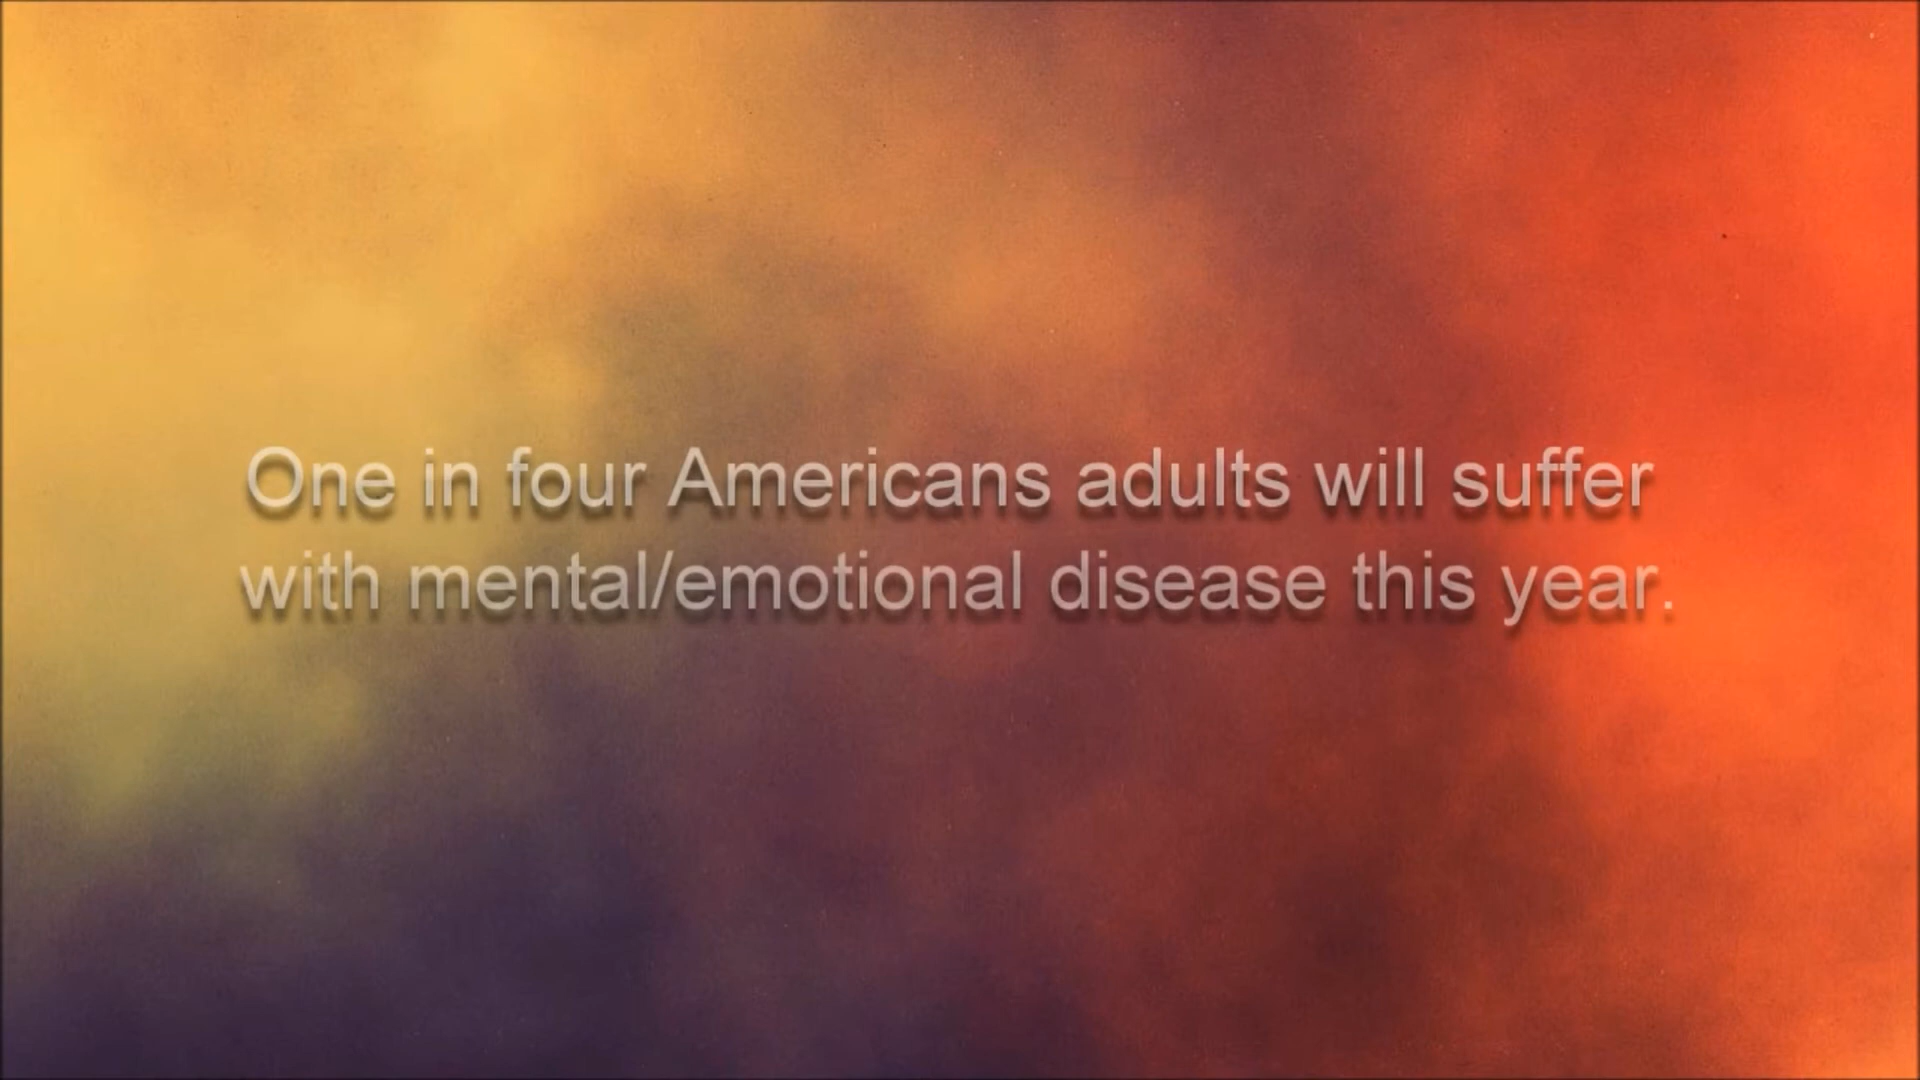 One in four Americans adults will suffer
with mental/emotional disease this year.